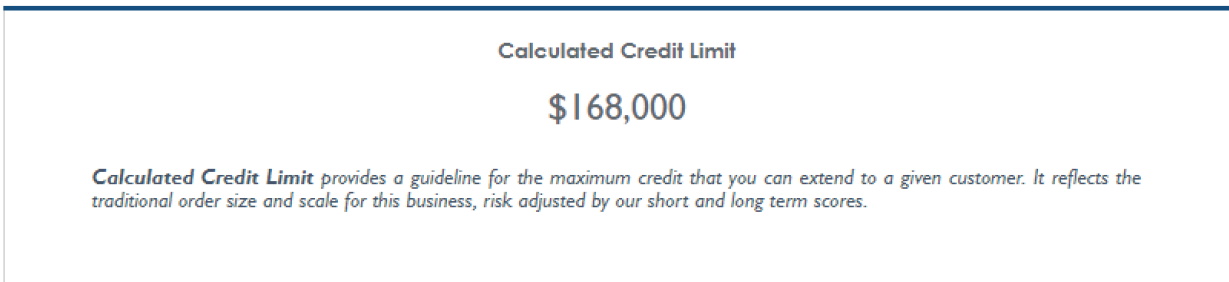 Calculated Credit Limit
$168,000
Calculated Credit Limit provides a guideline for the maximum credit that you can extend to a given customer. It reflects the
traditional order size and scale for this business, risk adjusted by our short and long term scores.